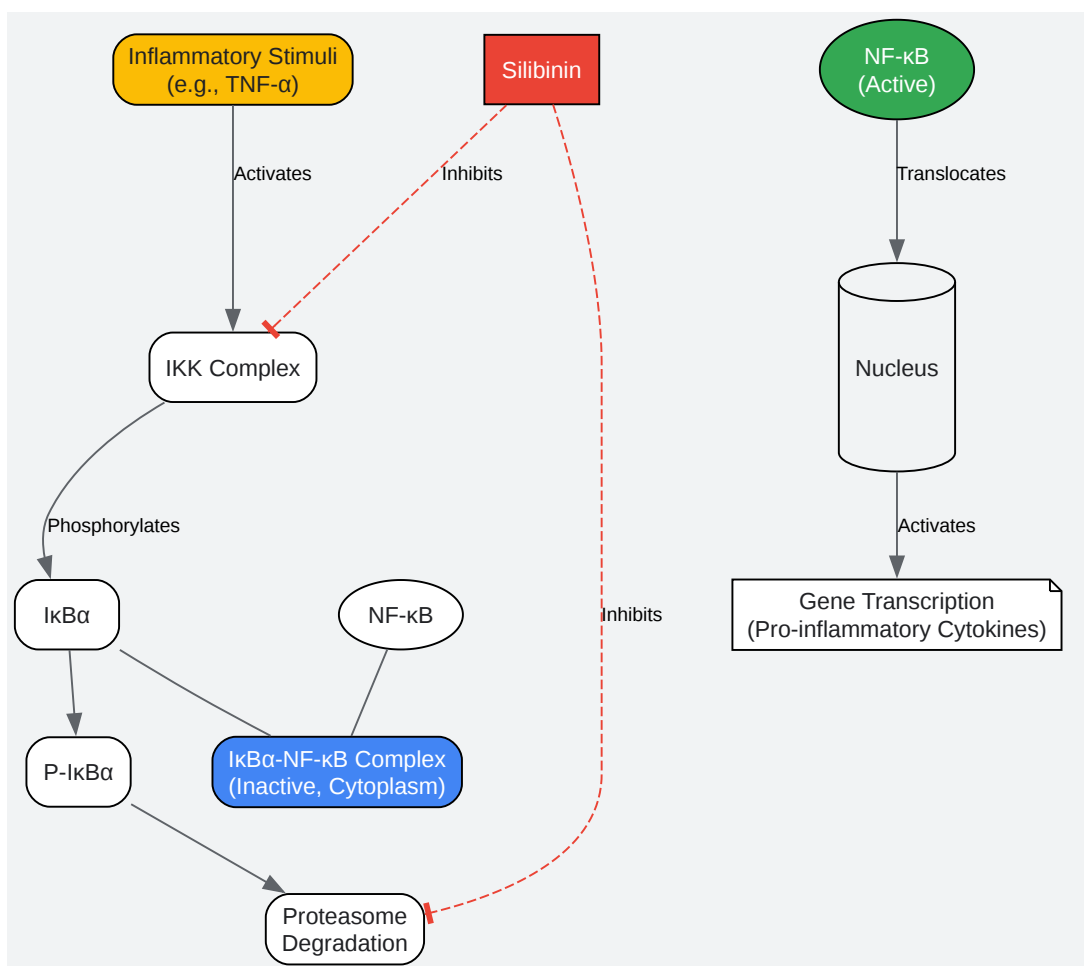 Inflammatory Stimuli
(e.g., TNF-α)
Silibinin
NF-κB
(Active)
Activates
Inhibits
Translocates
IKK Complex
Nucleus
Phosphorylates
Activates
IκBα
NF-κB
Inhibits
Gene Transcription
(Pro-inflammatory Cytokines)
P-IκBα
IκBα-NF-κB Complex
(Inactive, Cytoplasm)
Proteasome
Degradation